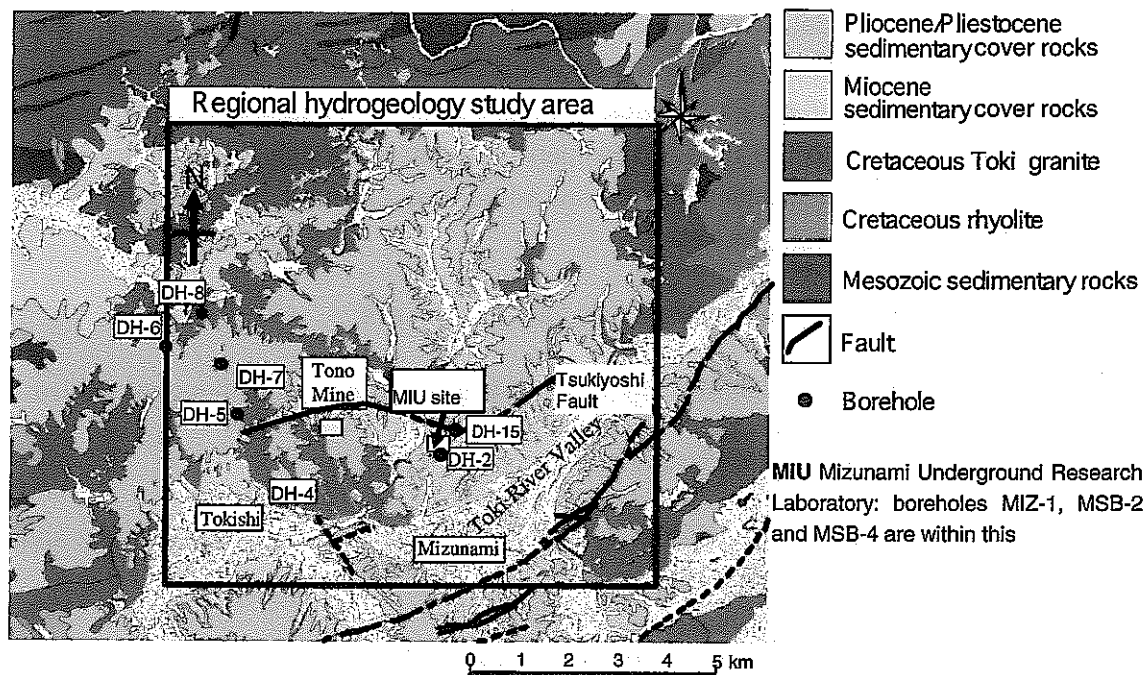 Regional hydrogeology study area
N
DH-8
DH-6
DH-7
DH-5
Tono
Mine
MIU site
Tsukiyoshi
Fault
DH-15
DH-2
DH-4
Toki River Valley
Tokishi
Mizunami
0 1 2 3 4 5 km
Pliocene/Pliestocene
sedimentary cover rocks
Miocene
sedimentary cover rocks
Cretaceous Toki granite
Cretaceous rhyolite
Mesozoic sedimentary rocks
Fault
Borehole
MIU Mizunami Underground Research
Laboratory: boreholes MIZ-1, MSB-2
and MSB-4 are within this